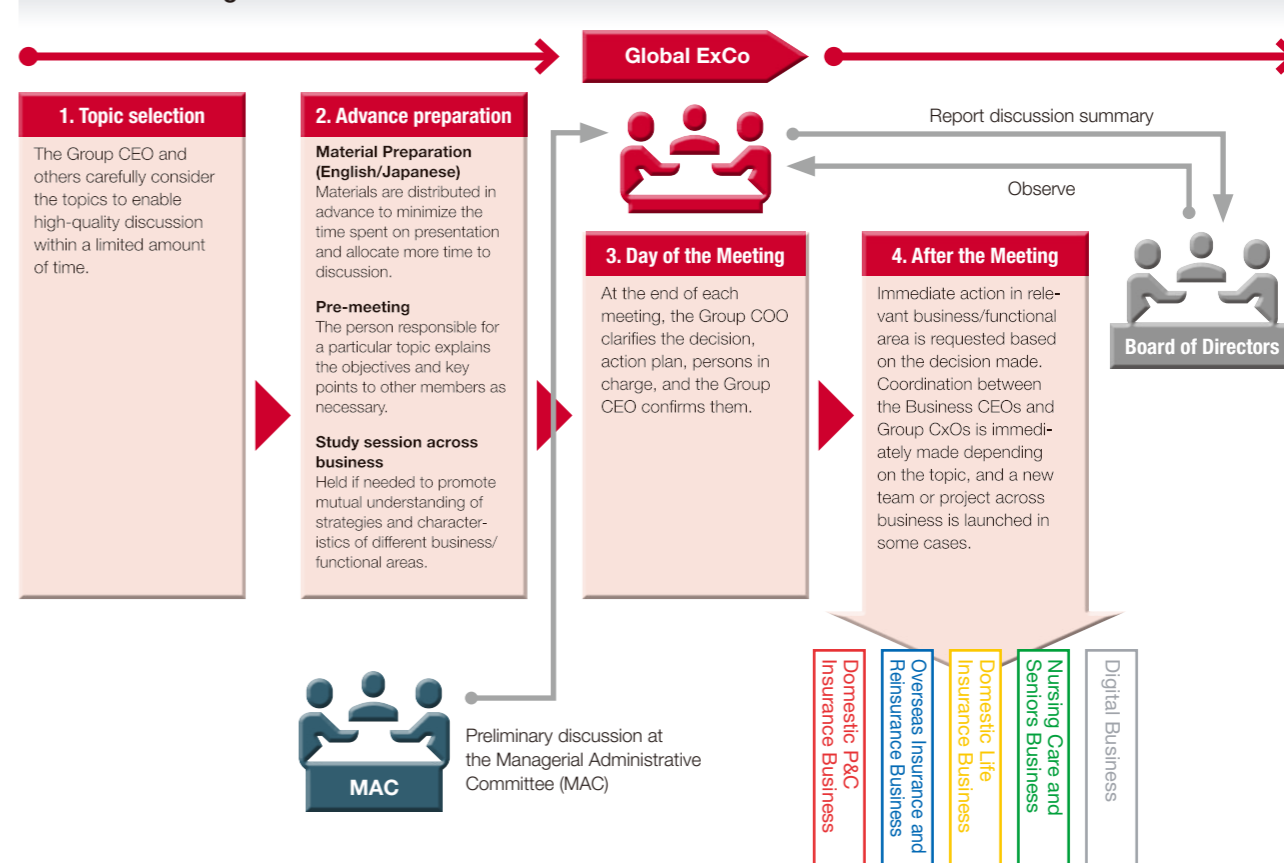 Global ExCo
1. Topic selection
The Group CEO and
others carefully consider
the topics to enable
high-quality discussion
within a limited amount
of time.
2. Advance preparation
Material Preparation
(English/Japanese)
Materials are distributed in
advance to minimize the
time spent on presentation
and allocate more time to
discussion.
Pre-meeting
The person responsible for
a particular topic explains
the objectives and key
points to other members as
necessary.
Study session across
business
Held if needed to promote
mutual understanding of
strategies and character-
istics of different business/
functional areas.
Report discussion summary
Observe
3. Day of the Meeting
At the end of each
meeting, the Group COO
clarifies the decision,
action plan, persons in
charge, and the Group
CEO confirms them.
4. After the Meeting
Immediate action in rele-
vant business/functional
area is requested based
on the decision made.
Coordination between
the Business CEOs and
Group CxOs is immedi-
ately made depending
on the topic, and a new
team or project across
business is launched in
some cases.
Board of Directors
MAC
Preliminary discussion at
the Managerial Administrative
Committee (MAC)
Domestic P&C
Insurance Business
Overseas Insurance and
Reinsurance Business
Domestic Life
Insurance Business
Nursing Care and
Seniors Business
Digital Business